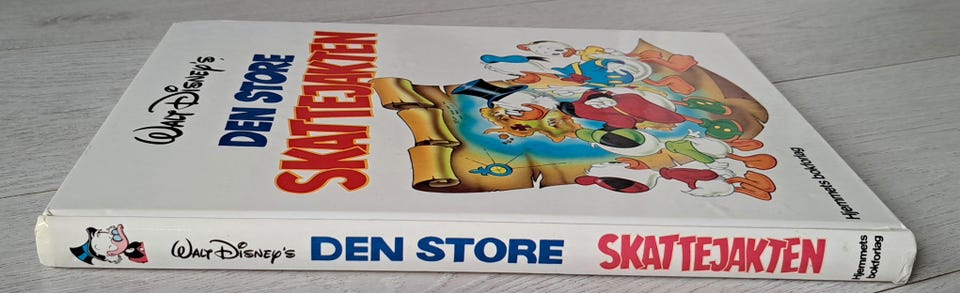 Walt Disney's
DEN STORE
SKATTEJAKTEN
Hjemmets bokforlag
Walt Disney's DEN STORE SKATTEJAKTEN
Hjemmets
bokforlag